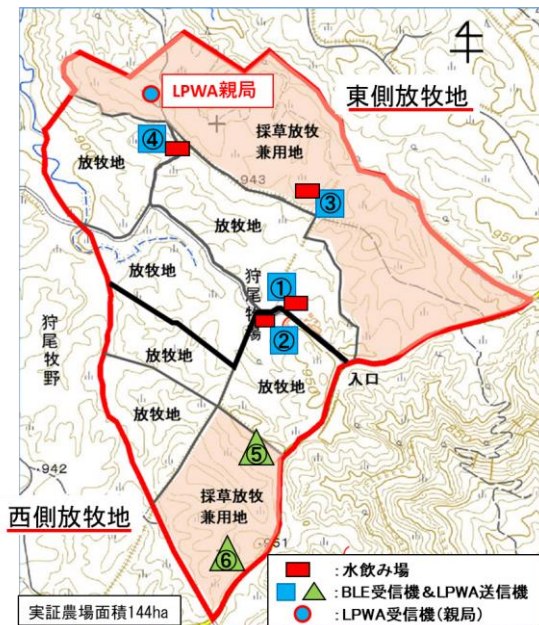 東側放牧地
LPWA親局
採草放牧
兼用地
④
放牧地
943
③
放牧地
放牧地
狩尾牧場
①
②
狩尾牧野
放牧地
放牧地
入口
放牧地
942
⑤
西側放牧地
採草放牧
兼用地
⑥
951
実証農場面積144ha
:水飲み場
:BLE受信機&LPWA送信機
:LPWA受信機(親局)